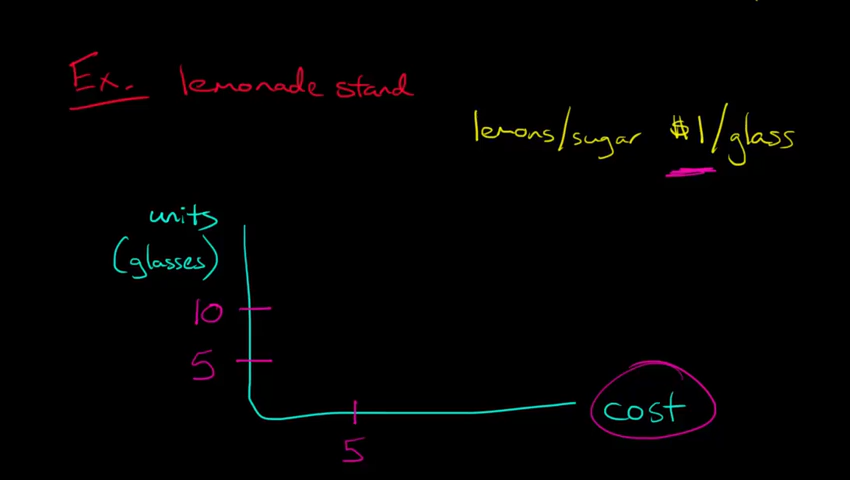 Ex. lemonade stand
lemons/sugar $1/glass
units
(glasses)
10
5
cost
5